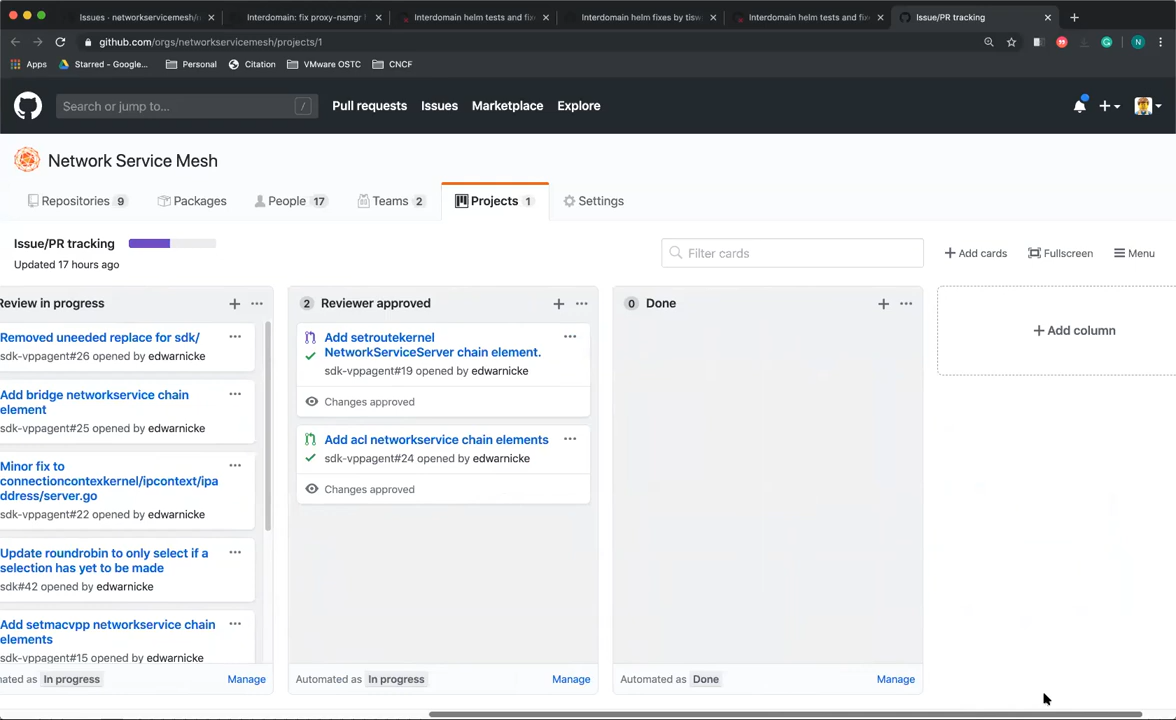 Issues · networkservicemesh/n
Interdomain: fix proxy-nsmgr
Interdomain helm tests and fix
Interdomain helm fixes by tisw
Interdomain helm tests and fix
Issue/PR tracking
github.com/orgs/networkservicemesh/projects/1
N
Apps
Starred - Google...
Personal
Citation
VMware OSTC
CNCF
Search or jump to...
/
Pull requests
Issues
Marketplace
Explore
Network Service Mesh
Repositories 9
Packages
People 17
Teams 2
Projects 1
Settings
Issue/PR tracking
Updated 17 hours ago
Filter cards
Add cards
Fullscreen
Menu
Review in progress
Removed uneeded replace for sdk/
sdk-vppagent#26 opened by edwarnicke
Add bridge networkservice chain
element
sdk-vppagent#25 opened by edwarnicke
Minor fix to
connectioncontexkernel/ipcontext/ipa
ddress/server.go
sdk-vppagent#22 opened by edwarnicke
Update roundrobin to only select if a
selection has yet to be made
sdk#42 opened by edwarnicke
Add setmacvpp networkservice chain
elements
sdk-vppagent#15 opened by edwarnicke
mated as In progress
Manage
2 Reviewer approved
Add setroutekernel
NetworkServiceServer chain element.
sdk-vppagent#19 opened by edwarnicke
Changes approved
Add acl networkservice chain elements
sdk-vppagent#24 opened by edwarnicke
Changes approved
Automated as In progress
Manage
0 Done
Automated as Done
Manage
Add column